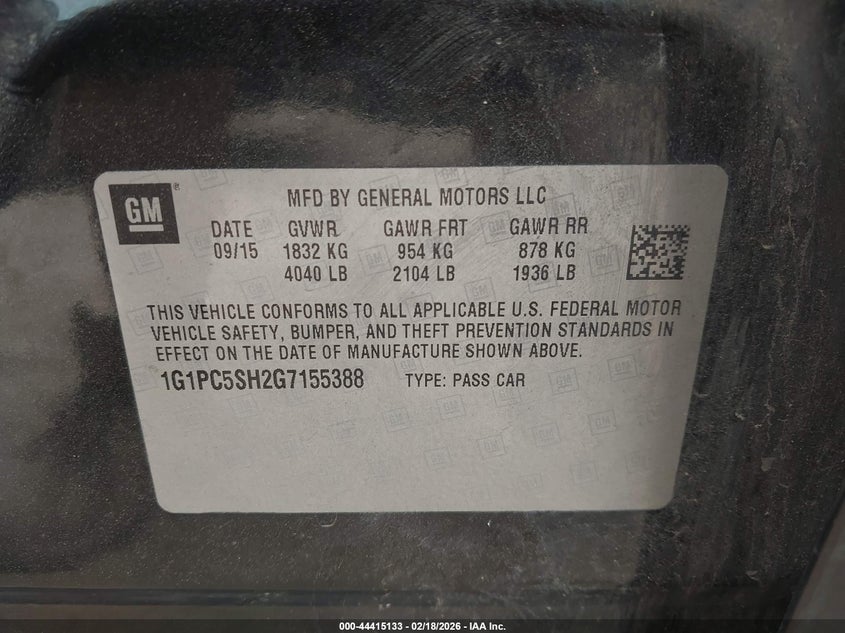 GM
®
MFD BY GENERAL MOTORS LLC
DATE GVWR GAWR FRT GAWR RR
09/15 1832 KG 954 KG 878 KG
4040 LB 2104 LB 1936 LB
THIS VEHICLE CONFORMS TO ALL APPLICABLE U.S. FEDERAL MOTOR
VEHICLE SAFETY, BUMPER, AND THEFT PREVENTION STANDARDS IN
EFFECT ON THE DATE OF MANUFACTURE SHOWN ABOVE.
1G1PC5SH2G7155388 TYPE: PASS CAR
000-44415133 - 02/18/2026 - IAA Inc.